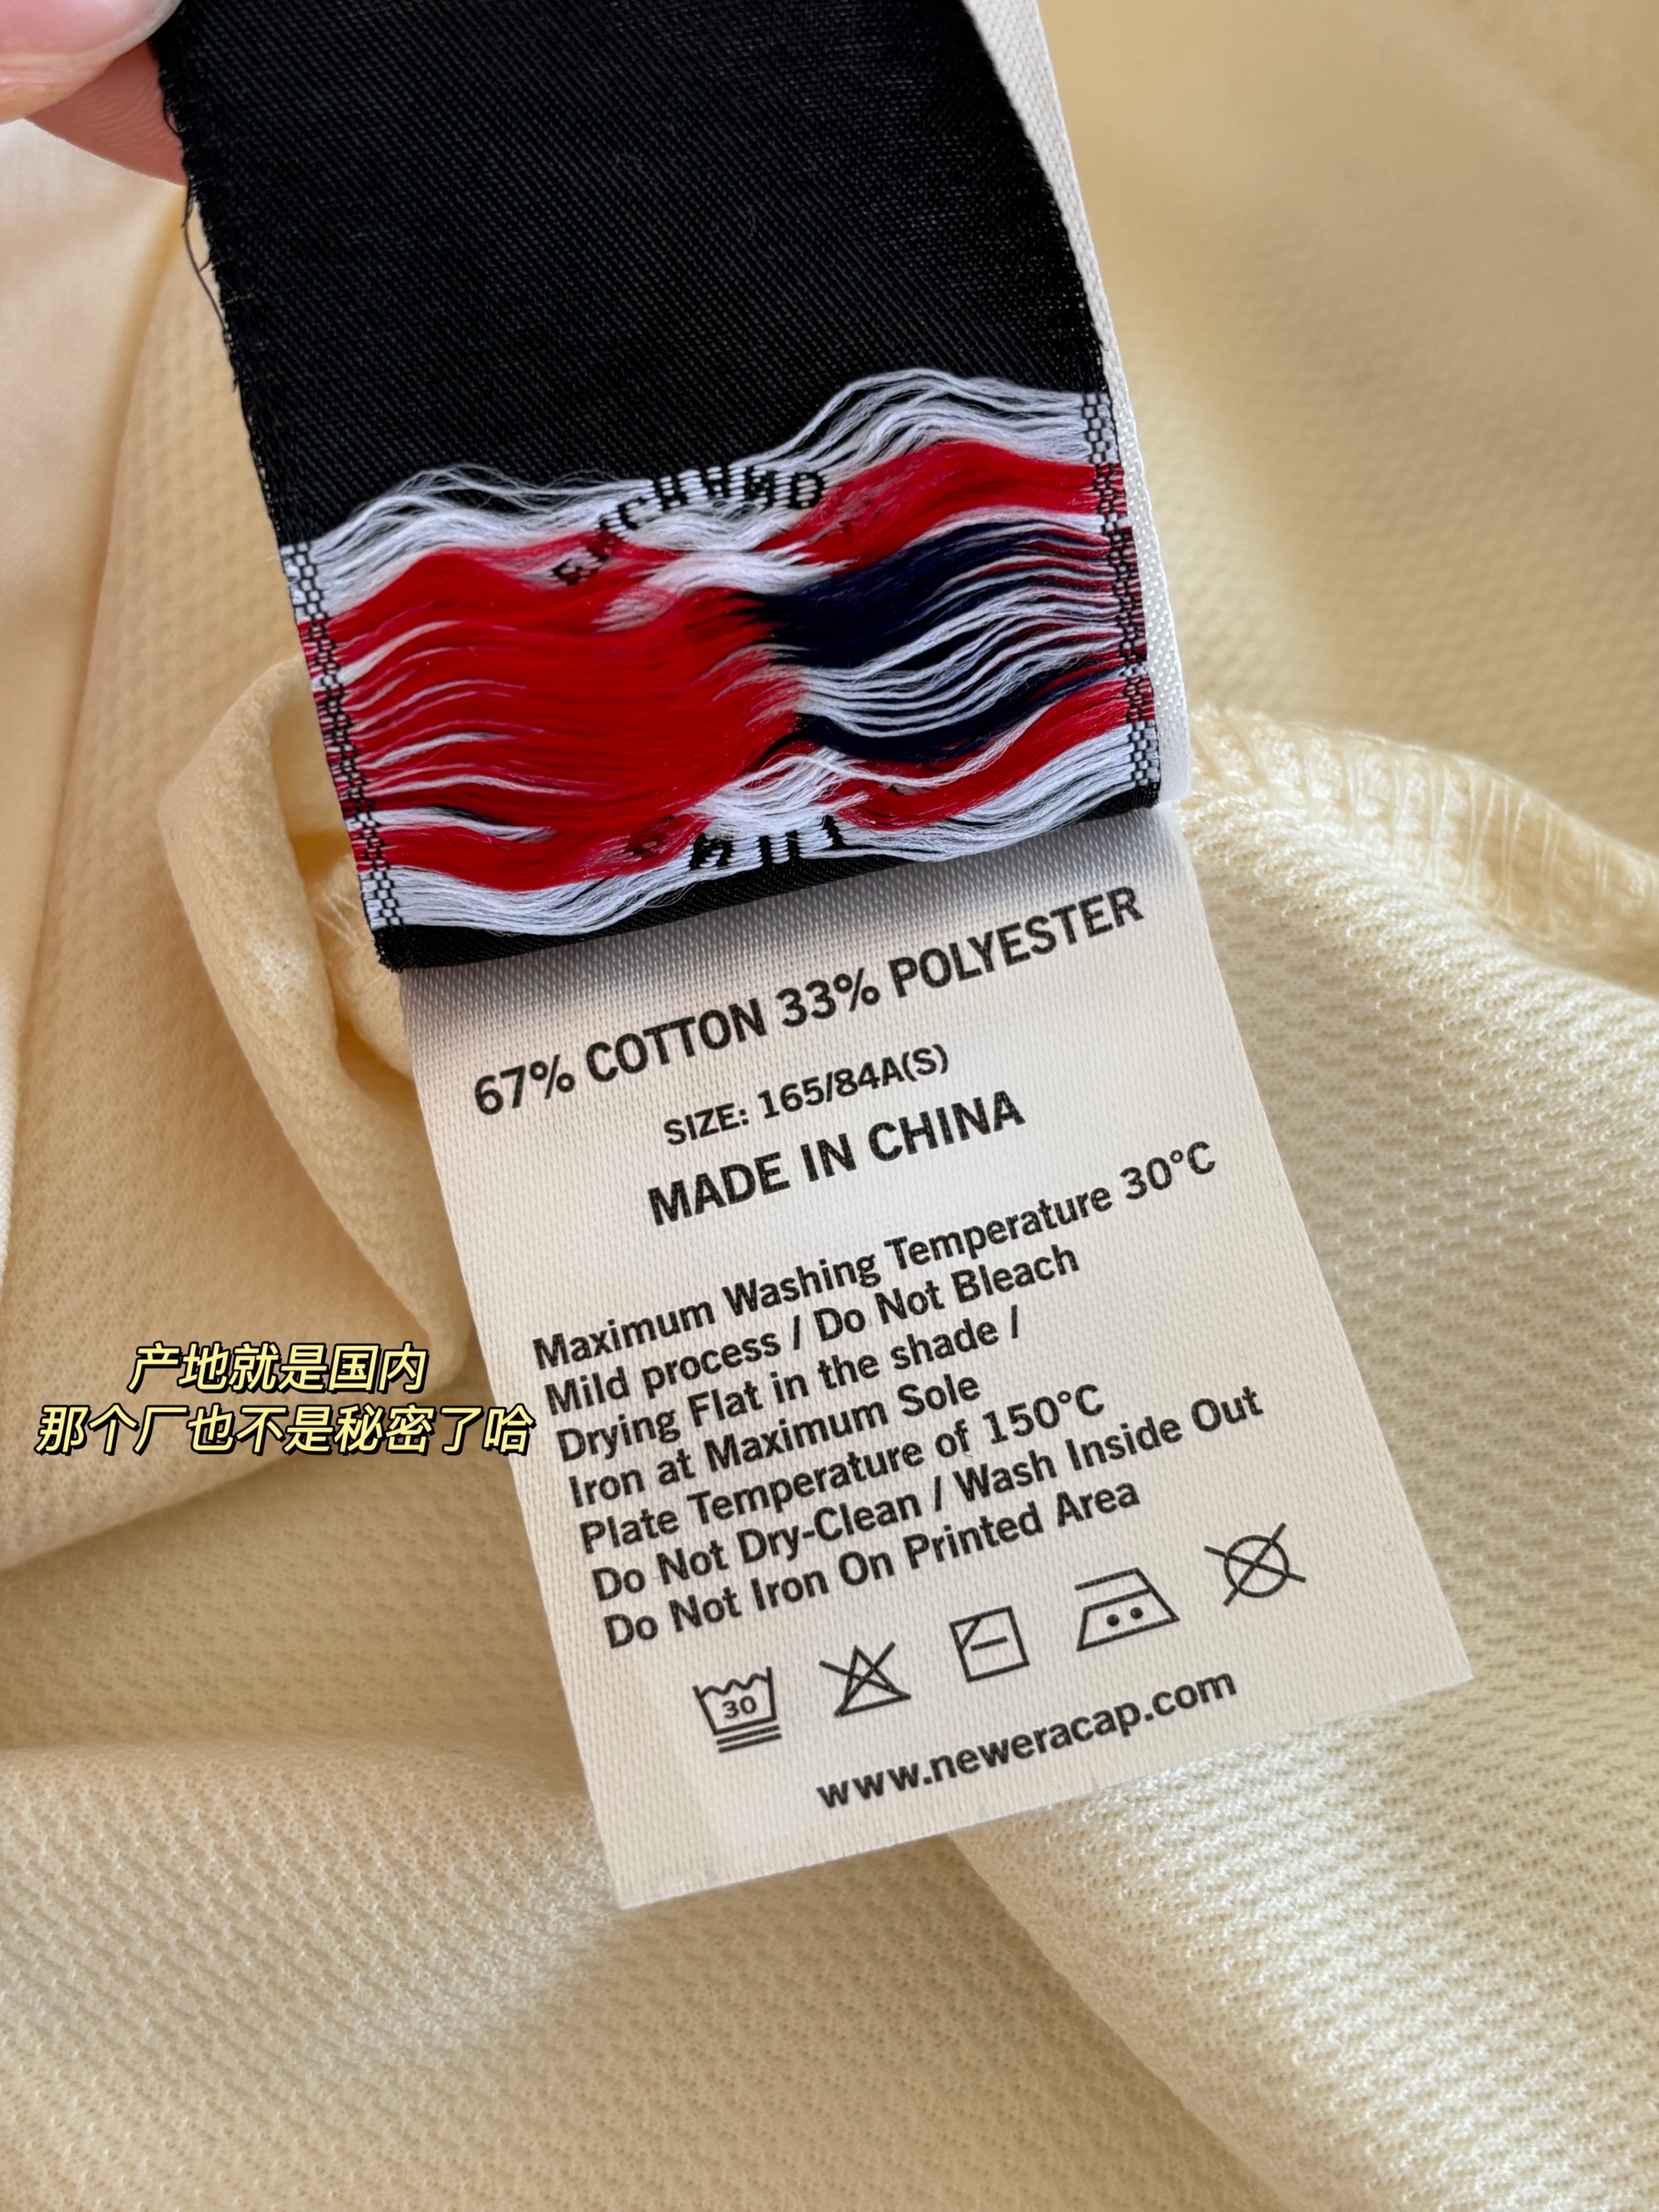 67% COTTON 33% POLYESTER
SIZE: 165/84A(S)
MADE IN CHINA
Maximum Washing Temperature 30°C
Mild process / Do Not Bleach
Drying Flat in the shade /
Iron at Maximum Sole
Plate Temperature of 150°C
Do Not Dry-Clean / Wash Inside Out
Do Not Iron On Printed Area
30
www.neweracap.com
产地就是国内
那个厂也不是秘密了哈